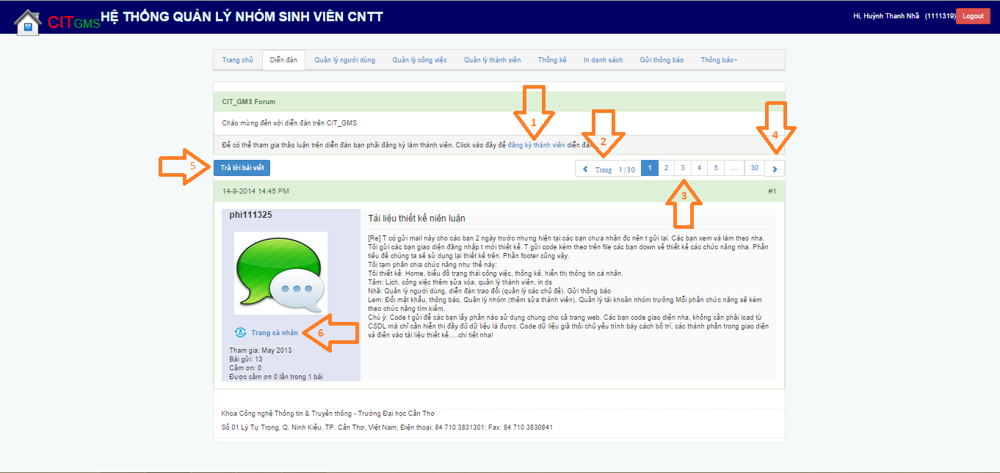 CITGMS HỆ THỐNG QUẢN LÝ NHÓM SINH VIÊN CNTT
Hi, Huỳnh Thanh Nhã (1111319) Logout
Trang chủ Diễn đàn Quản lý người dùng Quản lý công việc Quản lý thành viên Thống kê In danh sách Gửi thông báo Thông báo
CIT_GMS Forum
1
2
4
Chào mừng đến với diễn đàn trên CIT_GMS
Để có thể tham gia thảo luận trên diễn đàn bạn phải đăng ký làm thành viên. Click vào đây để đăng ký thành viên diễn đàn
5
Trả lời bài viết
Trang 1/30 1 2 3 4 5 .... 30
14-9-2014 14:45 PM #1
3
phi111325
Tài liệu thiết kế niên luận
[Re] T có gửi mail này cho các bạn 2 ngày trước nhưng hiện tại các bạn chưa nhận đc nên t gửi lại. Các bạn xem và làm theo nha.
Tôi gửi các bạn giao diện đăng nhập t mới thiết kế. T gửi code kèm theo trên file các bạn down về thiết kế các chức năng nha. Phần
tiêu đề chúng ta sẽ sử dụng lại thiết kế trên. Phần footer cũng vậy.
Tôi tạm phân chia chức năng như thế này:
Tôi thiết kế: Home, biểu đồ trạng thái công việc, thống kê, hiển thị thông tin cá nhân.
Tâm: Lịch, công việc thêm sửa xóa, quản lý thành viên, in ds
Nhã: Quản lý người dùng, diễn đàn trao đổi (quản lý các chủ đề). Gửi thông báo
Lem: Đổi mật khẩu, thông báo, Quản lý nhóm (thêm sửa thành viên), Quản lý tài khoản nhóm trưởng Mỗi phần chức năng sẽ kèm
theo chức năng tìm kiếm.
Chú ý: Code t gửi để các bạn lấy phần nào sử dụng chung cho cả trang web. Các bạn code giao diện nha, không cần phải load từ
CSDL mà chỉ cần hiển thị đầy đủ dữ liệu là được. Code dữ liệu giả thôi chủ yếu trình bày cách bố trí, các thành phần trong giao diện
và điền vào tài liệu thiết kế.....chi tiết nha!
Trang cá nhân
6
Tham gia: May 2013
Bài gửi: 13
Cảm ơn: 0
Được cảm ơn 0 lần trong 1 bài
Khoa Công nghệ Thông tin & Truyền thông - Trường Đại học Cần Thơ
Số 01 Lý Tự Trọng, Q. Ninh Kiều, TP. Cần Thơ, Việt Nam; Điện thoại: 84 710 3831301; Fax: 84 710 3830841